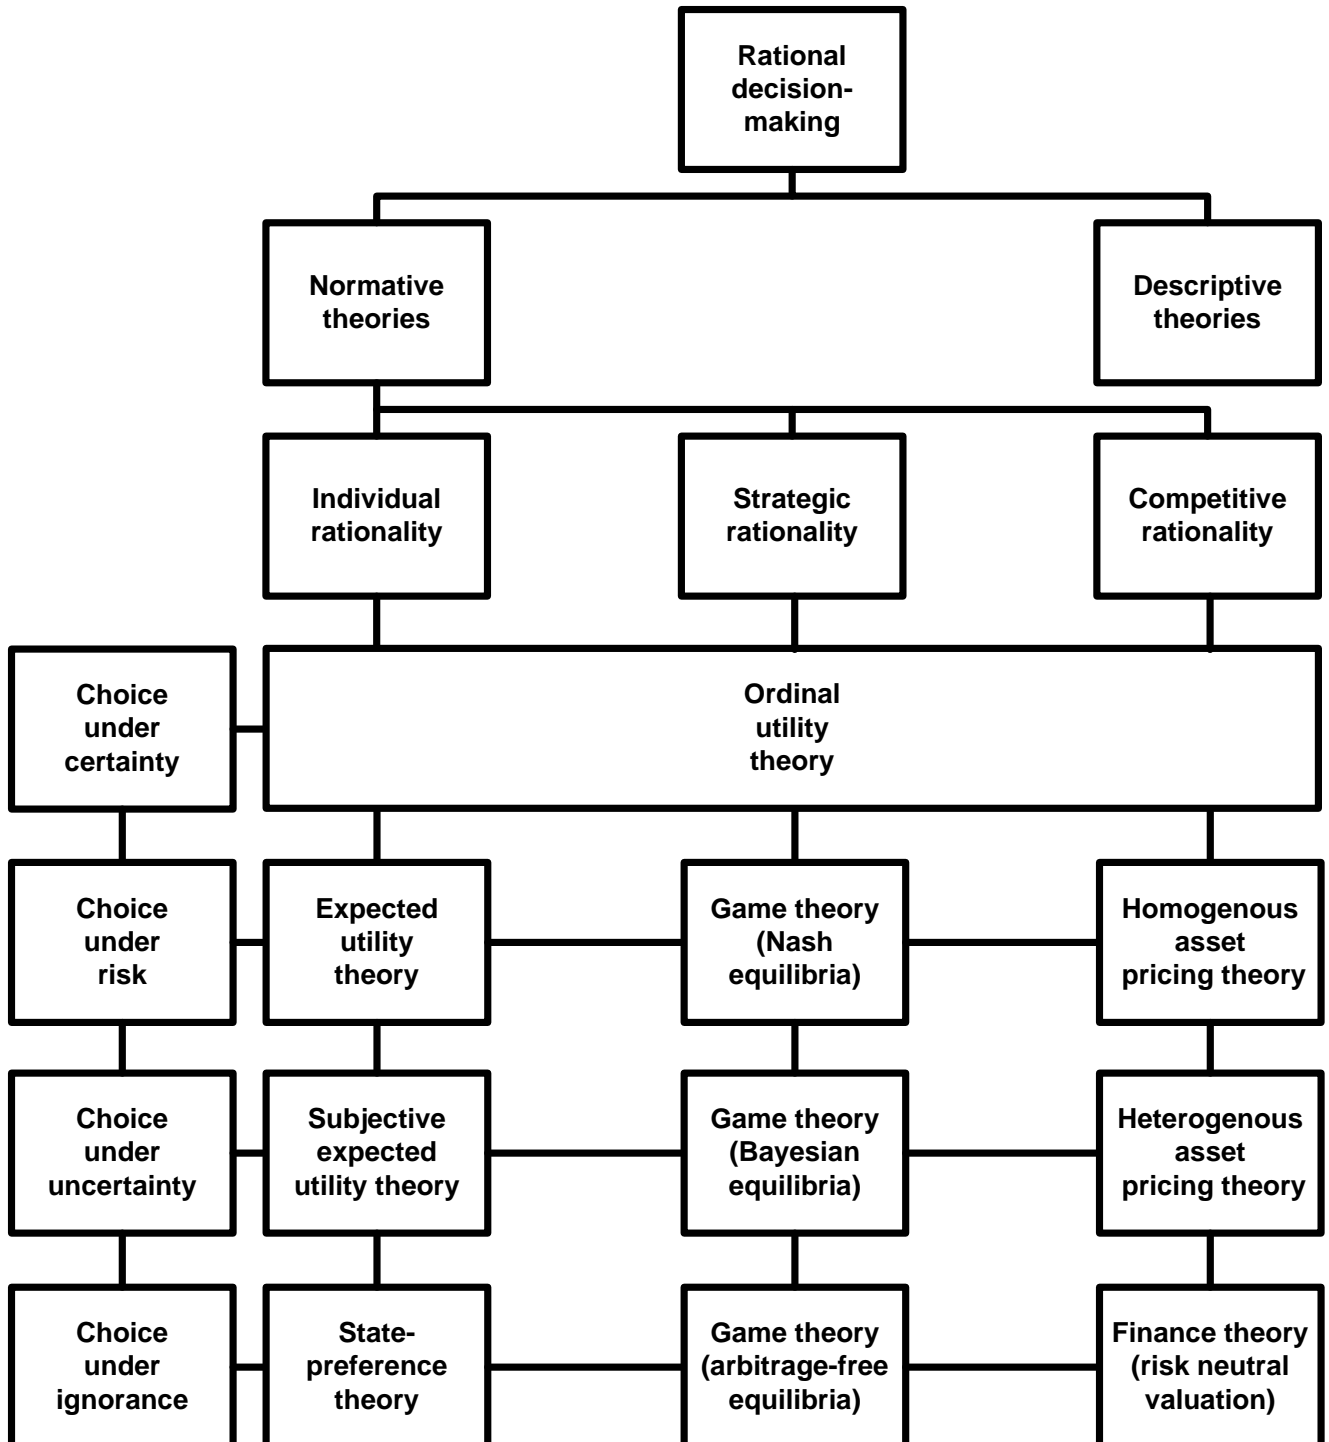 Rational
decision-
making
Normative
theories
Descriptive
theories
Individual
rationality
Strategic
rationality
Competitive
rationality
Choice
under
certainty
Ordinal
utility
theory
Choice
under
risk
Expected
utility
theory
Game theory
(Nash
equilibria)
Homogenous
asset
pricing theory
Choice
under
uncertainty
Subjective
expected
utility theory
Game theory
(Bayesian
equilibria)
Heterogenous
asset
pricing theory
Choice
under
ignorance
State-
preference
theory
Game theory
(arbitrage-free
equilibria)
Finance theory
(risk neutral
valuation)